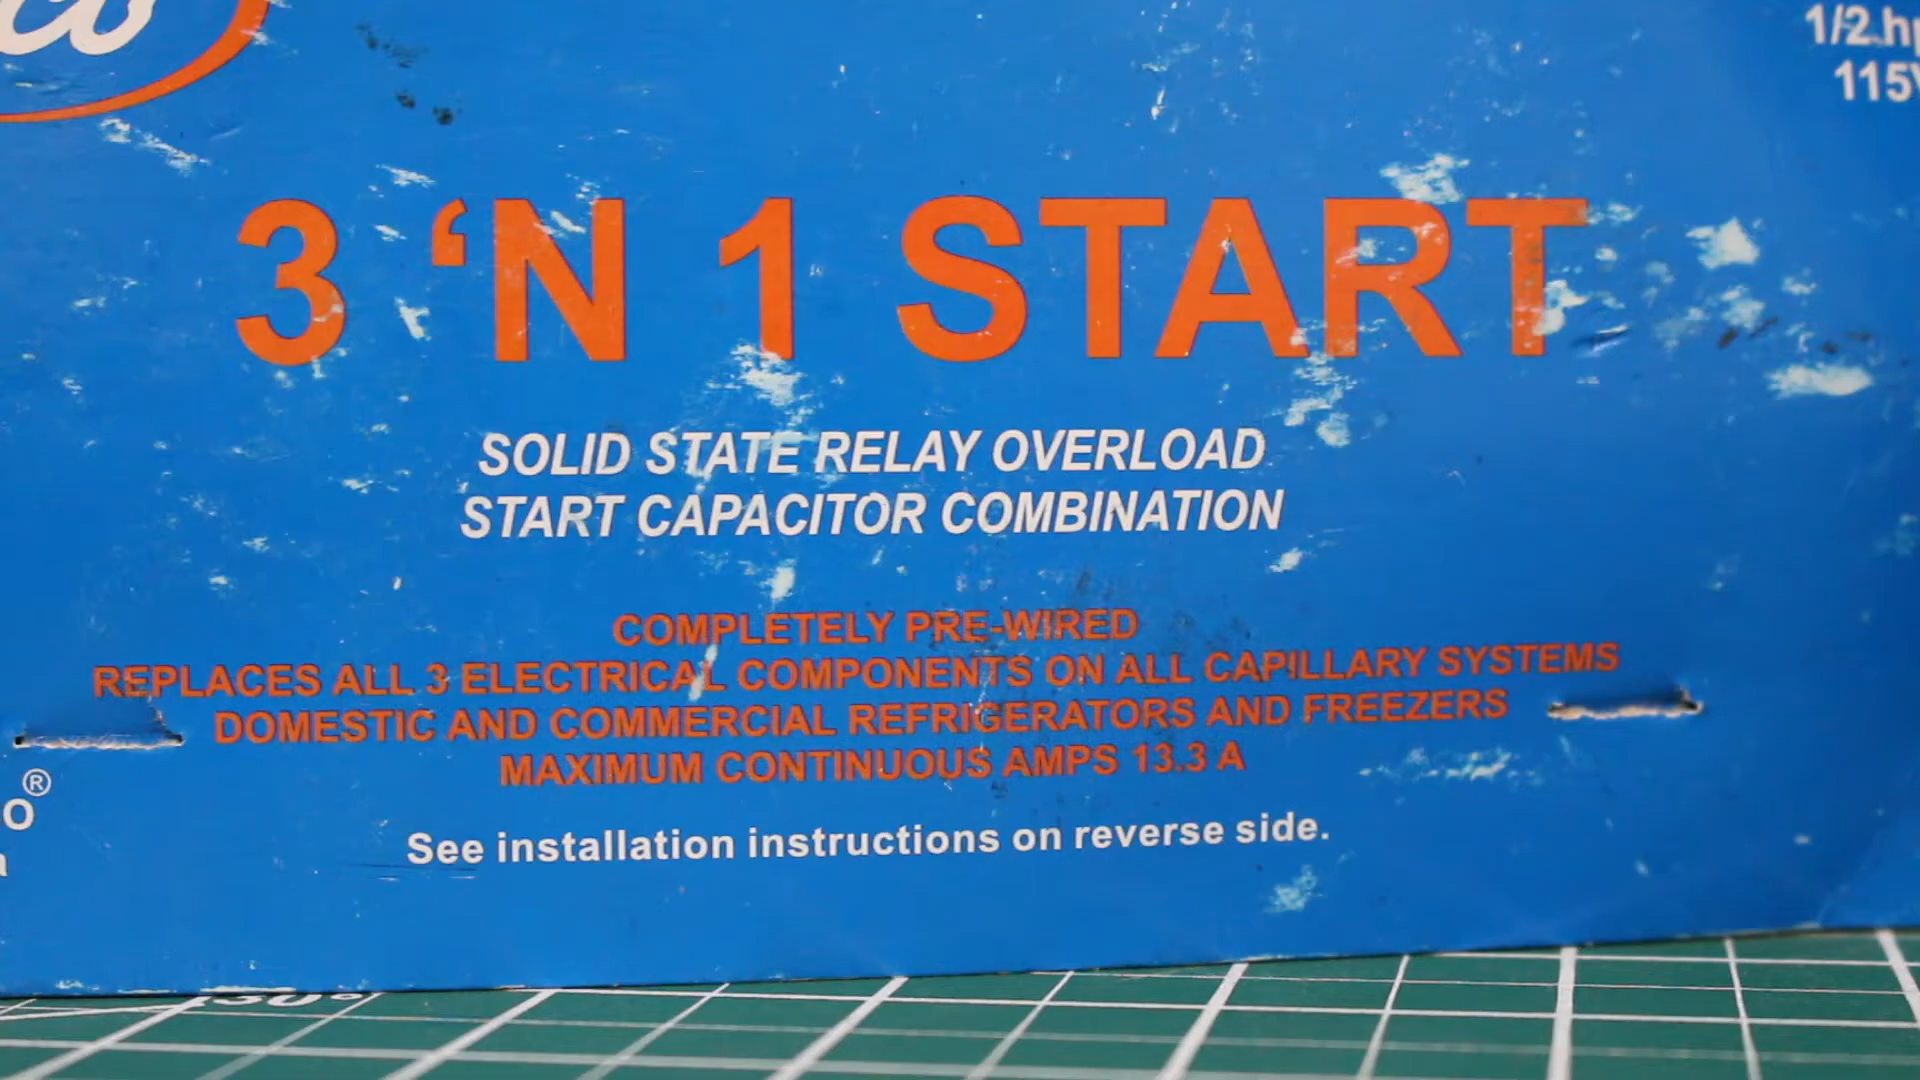 co
1/2 hp
115V
3 ‘N 1 START
SOLID STATE RELAY OVERLOAD
START CAPACITOR COMBINATION
COMPLETELY PRE-WIRED
REPLACES ALL 3 ELECTRICAL COMPONENTS ON ALL CAPILLARY SYSTEMS
DOMESTIC AND COMMERCIAL REFRIGERATORS AND FREEZERS
MAXIMUM CONTINUOUS AMPS 13.3 A
®
o
See installation instructions on reverse side.
30°